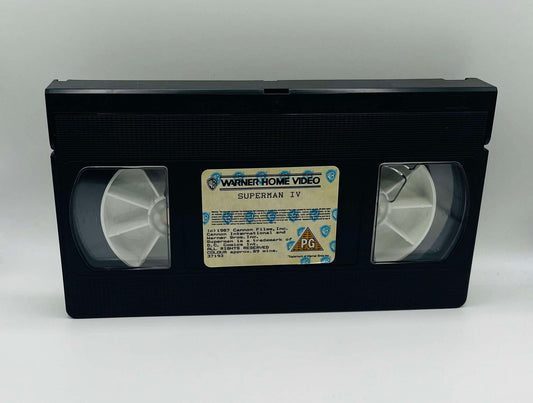 WARNER HOME VIDEO
SUPERMAN IV
(c)1987 Cannon Films, Inc.
Cannon International and
Warner Bros. Inc.
Superman is a trademark of
D.C. Comics Inc.
ALL RIGHTS RESERVED
COLOUR approx. 89 mins.
37193
PG